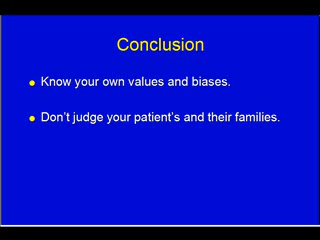 Conclusion
Know your own values and biases.
Don't judge your patient's and their families.